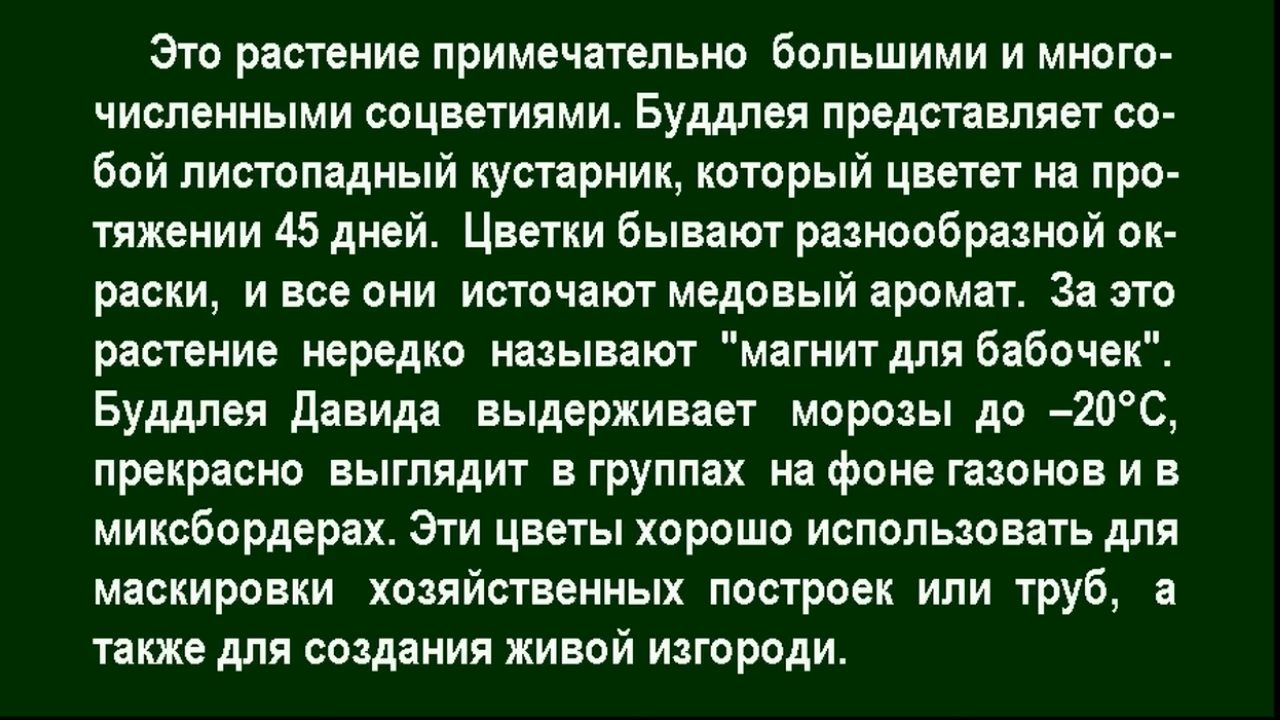 Это растение примечательно большими и много-
численными соцветиями. Буддлея представляет со-
бой листопадный кустарник, который цветет на про-
тяжении 45 дней. Цветки бывают разнообразной ок-
раски, и все они источают медовый аромат. За это
растение нередко называют "магнит для бабочек".
Буддлея Давида выдерживает морозы до –20°С,
прекрасно выглядит в группах на фоне газонов и в
миксбордерах. Эти цветы хорошо использовать для
маскировки хозяйственных построек или труб, а
также для создания живой изгороди.